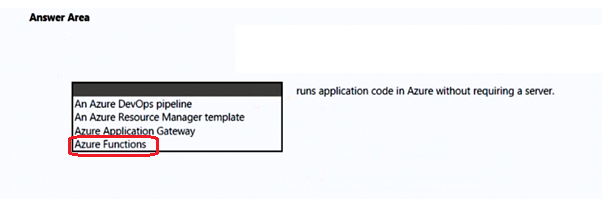 Answer Area
runs application code in Azure without requiring a server.
An Azure DevOps pipeline
An Azure Resource Manager template
Azure Application Gateway
Azure Functions